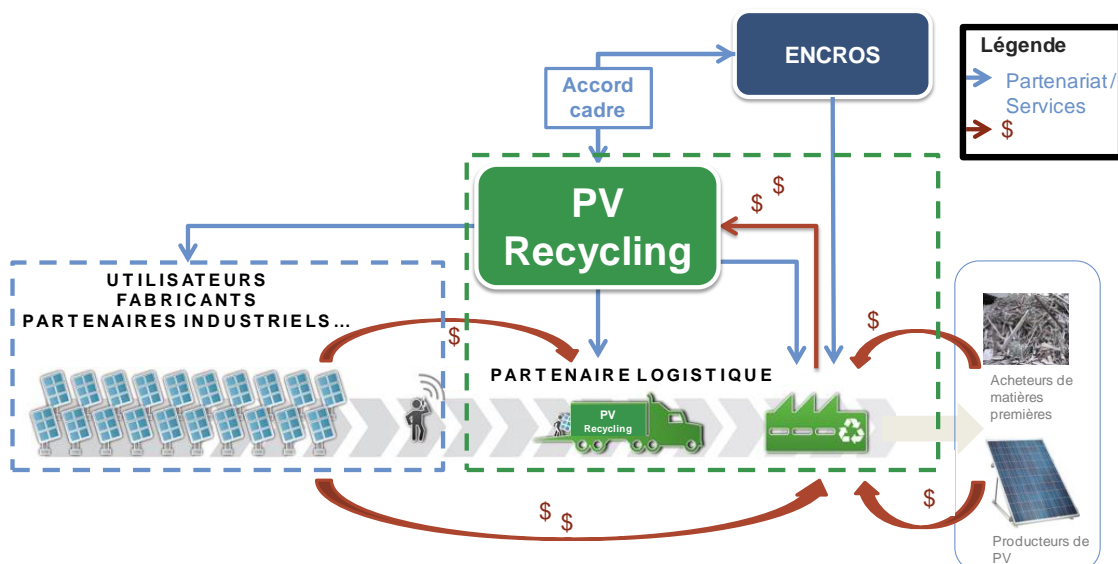 ENCROS
Légende
Partenariat /
Services
$
Accord
cadre
PV
Recycling
$ $
UTILISATEURS
FABRICANTS
PARTENAIRES INDUSTRIELS...
$
$
PARTENAIRE LOGISTIQUE
PV
Recycling
Acheteurs de
matières
premières
$ $
$
Producteurs de
PV